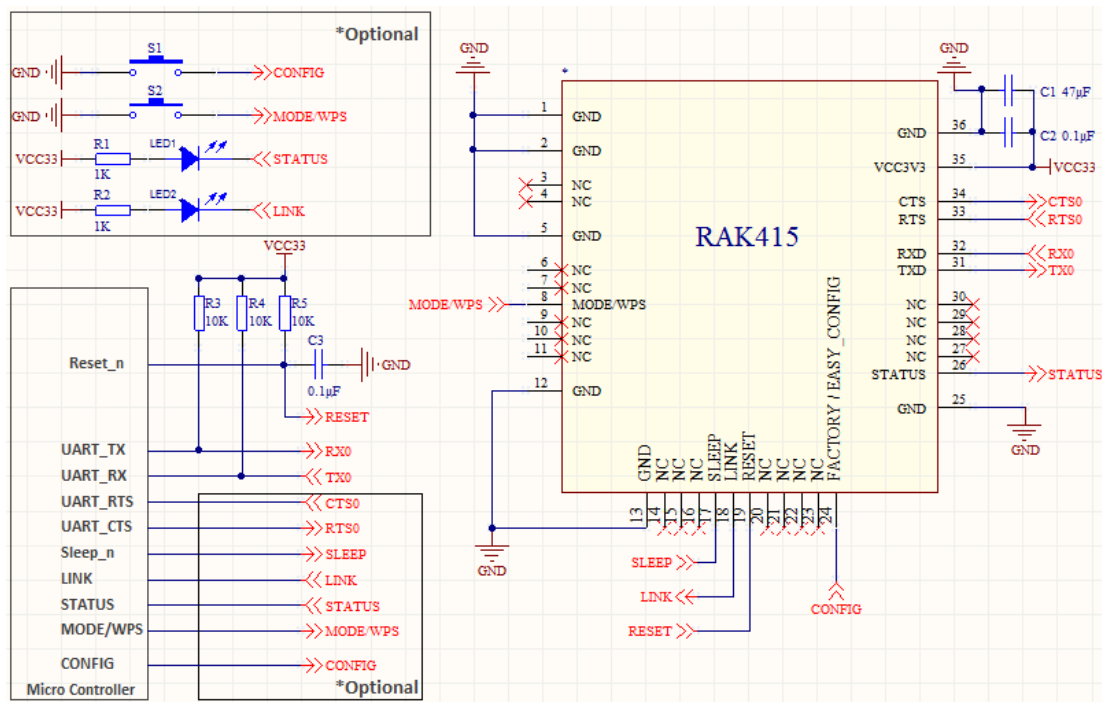 *Optional
GND
S1
CONFIG
GND
S2
MODE/WPS
VCC33
R1
1K
LED1
STATUS
VCC33
R2
1K
LED2
LINK
VCC33
R3
10K
R4
10K
R5
10K
C3
0.1μF
GND
Reset_n
RESET
UART_TX
RX0
UART_RX
TX0
UART_RTS
CTS0
UART_CTS
RTS0
Sleep_n
SLEEP
LINK
LINK
STATUS
STATUS
MODE/WPS
MODE/WPS
CONFIG
CONFIG
Micro Controller
*Optional
GND
*
RAK415
1
GND
2
GND
3
NC
4
NC
5
GND
6
NC
7
NC
MODE/WPS
8
MODE/WPS
9
NC
10
NC
11
NC
12
GND
GND
13
GND
14
NC
15
NC
16
NC
17
SLEEP
18
LINK
19
RESET
20
NC
21
NC
22
NC
23
NC
24
FACTORY / EASY_CONFIG
SLEEP
LINK
RESET
CONFIG
GND
C1 47μF
C2 0.1μF
GND
36
VCC3V3
35
VCC33
CTS
34
CTS0
RTS
33
RTS0
RXD
32
RX0
TXD
31
TX0
NC
30
NC
29
NC
28
NC
27
STATUS
26
STATUS
GND
25
GND